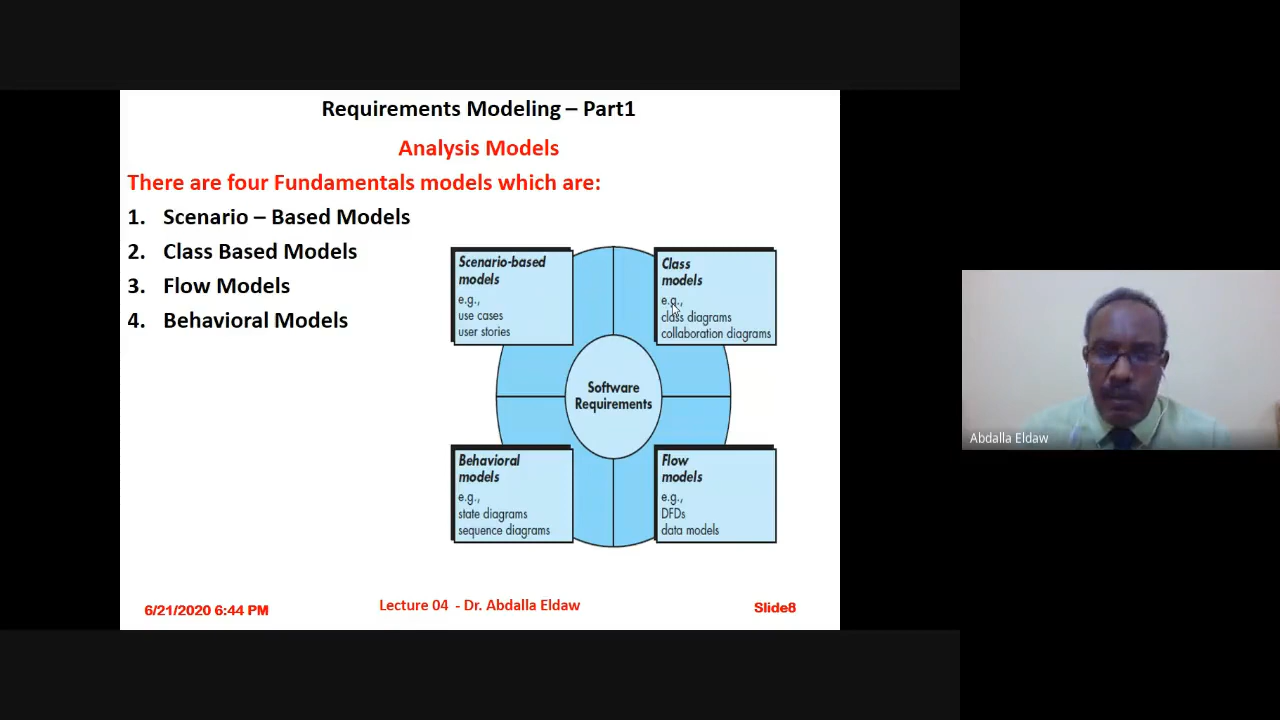 Requirements Modeling – Part1
Analysis Models
There are four Fundamentals models which are:
1. Scenario – Based Models
2. Class Based Models
3. Flow Models
4. Behavioral Models
Scenario-based
models
e.g.,
use cases
user stories
Class
models
e.g.,
class diagrams
collaboration diagrams
Software
Requirements
Behavioral
models
e.g.,
state diagrams
sequence diagrams
Flow
models
e.g.,
DFDs
data models
6/21/2020 6:44 PM
Lecture 04 - Dr. Abdalla Eldaw
Slide8
Abdalla Eldaw